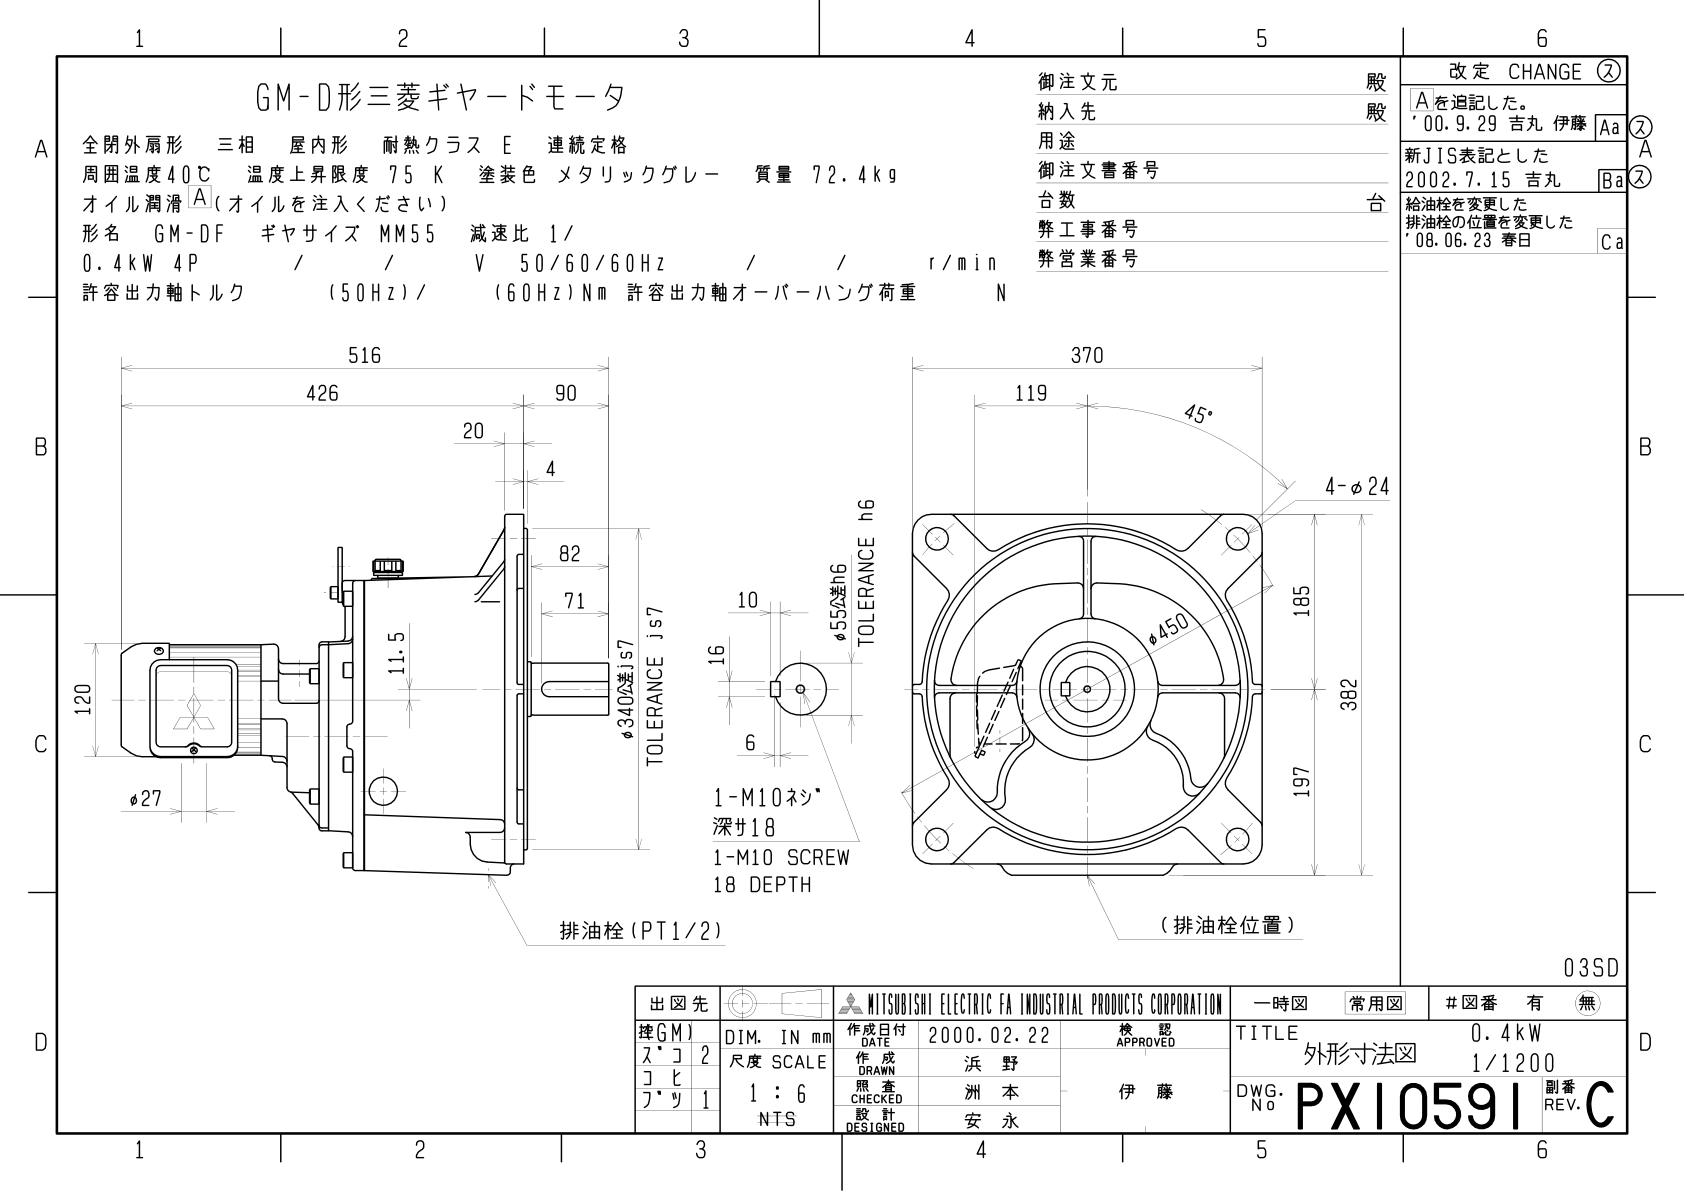 1 2 3 4 5 6
GM-D形三菱ギヤードモータ
全閉外扇形 三相 屋内形 耐熱クラス E 連続定格
周囲温度40℃ 温度上昇限度 75 K 塗装色 メタリックグレー 質量 72.4kg
オイル潤滑 A (オイルを注入ください)
形名 GM-DF ギヤサイズ MM55 減速比 1/
0.4kW 4P / / V 50/60/60Hz / / r/min
許容出力軸トルク (50Hz)/ (60Hz)Nm 許容出力軸オーバーハング荷重 N
御注文元 殿
納入先 殿
用途
御注文書番号
台数 台
弊工事番号
弊営業番号
改定 CHANGE ス
Aを追記した。
'00.9.29 吉丸 伊藤 Aa ス
新JIS表記とした
2002.7.15 吉丸 Ba ス
給油栓を変更した
排油栓の位置を変更した
'08.06.23 春日 Ca
A A
B B
C C
D D
516
426 90
20
4
82
71
11.5
120
φ27
φ340公差js7
TOLERANCE js7
排油栓(PT1/2)
10
16
6
φ55公差h6
TOLERANCE h6
1-M10ネジ
深サ18
1-M10 SCREW
18 DEPTH
370
119
45°
4-φ24
φ450
185
382
197
(排油栓位置)
03SD
出図先
GM)
ズコ 2
コヒ
ブツ 1
DIM. IN mm
尺度 SCALE
1 : 6
NTS
MITSUBISHI ELECTRIC FA INDUSTRIAL PRODUCTS CORPORATION
作成日付
DATE
2000.02.22
検 認
APPROVED
作 成
DRAWN
浜 野
照 査
CHECKED
洲 本
伊 藤
設 計
DESIGNED
安 永
一時図 常用図 #図番 有 無
TITLE
外形寸法図
0.4kW
1/1200
DWG.
No
PX10591
副番
REV.
C
1 2 3 4 5 6